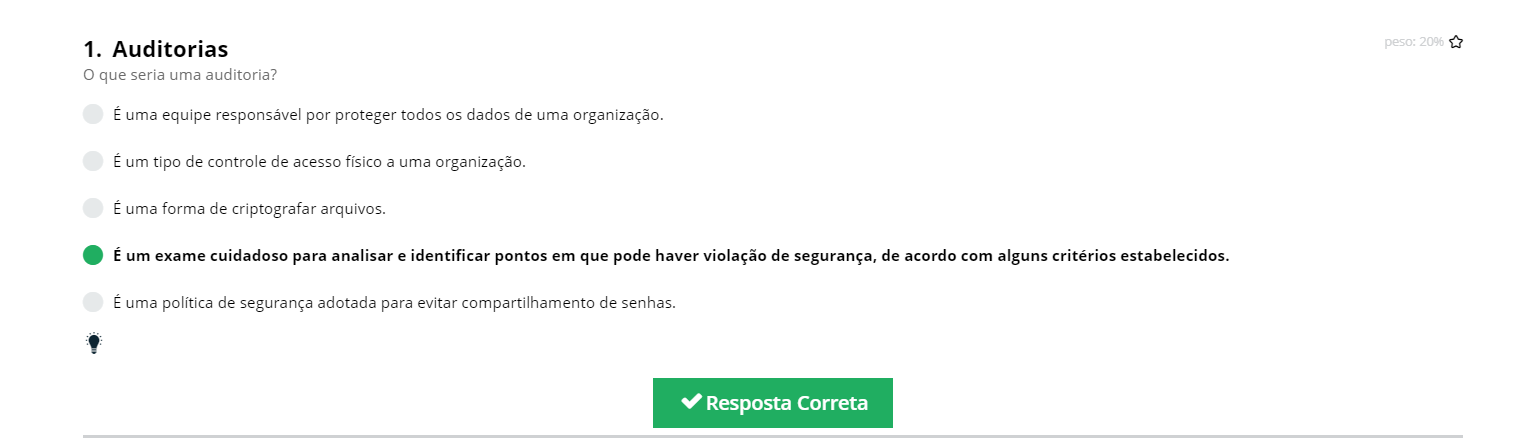 1. Auditorias
peso: 20%
O que seria uma auditoria?
É uma equipe responsável por proteger todos os dados de uma organização.
É um tipo de controle de acesso físico a uma organização.
É uma forma de criptografar arquivos.
É um exame cuidadoso para analisar e identificar pontos em que pode haver violação de segurança, de acordo com alguns critérios estabelecidos.
É uma política de segurança adotada para evitar compartilhamento de senhas.
Resposta Correta